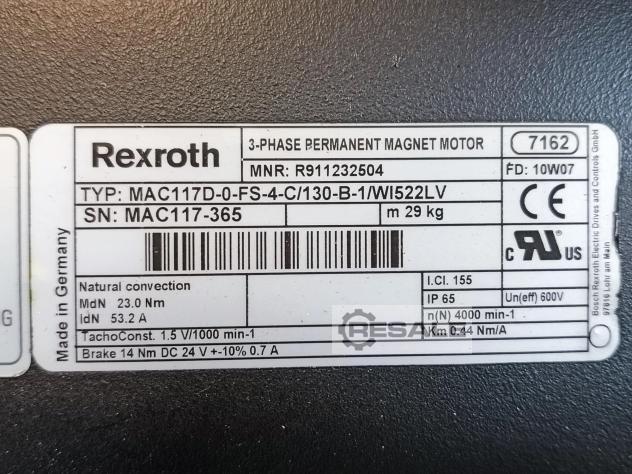 Rexroth
3-PHASE PERMANENT MAGNET MOTOR
7162
MNR: R911232504
FD: 10W07
TYP: MAC117D-0-FS-4-C/130-B-1/WI522LV
SN: MAC117-365
m 29 kg
CE
c RU US
Made in Germany
Natural convection
MdN 23.0 Nm
IdN 53.2 A
I.Cl. 155
IP 65
Un(eff) 600V
n(N) 4000 min-1
Km 0.44 Nm/A
TachoConst. 1.5 V/1000 min-1
Brake 14 Nm DC 24 V +-10% 0.7 A
Bosch Rexroth Electric Drives and Controls GmbH
97816 Lohr am Main
G